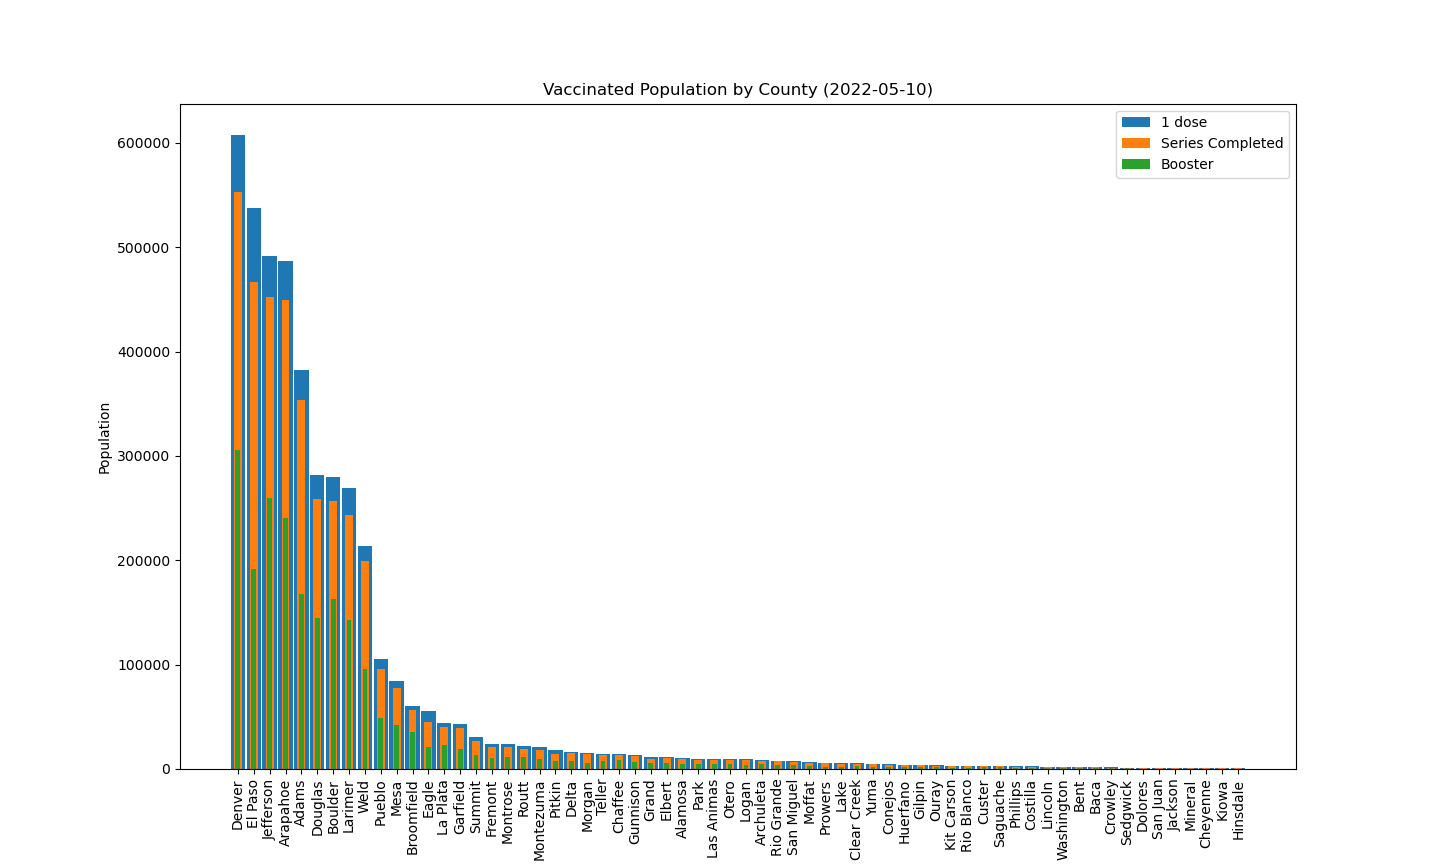 Vaccinated Population by County (2022-05-10)
1 dose
Series Completed
Booster
Population
600000
500000
400000
300000
200000
100000
0
Denver
El Paso
Jefferson
Arapahoe
Adams
Douglas
Boulder
Larimer
Weld
Pueblo
Mesa
Broomfield
Eagle
La Plata
Garfield
Summit
Fremont
Montrose
Routt
Montezuma
Pitkin
Delta
Morgan
Teller
Chaffee
Gunnison
Grand
Elbert
Alamosa
Park
Las Animas
Otero
Logan
Archuleta
Rio Grande
San Miguel
Moffat
Prowers
Lake
Clear Creek
Yuma
Conejos
Huerfano
Gilpin
Ouray
Kit Carson
Rio Blanco
Custer
Saguache
Phillips
Costilla
Lincoln
Washington
Bent
Baca
Crowley
Sedgwick
Dolores
San Juan
Jackson
Mineral
Cheyenne
Kiowa
Hinsdale